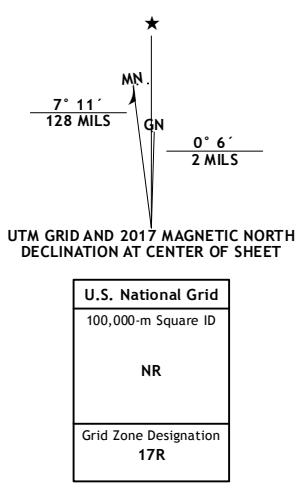 ★
MN
7° 11´
128 MILS
GN
0° 6´
2 MILS
UTM GRID AND 2017 MAGNETIC NORTH
DECLINATION AT CENTER OF SHEET
U.S. National Grid
100,000-m Square ID
NR
Grid Zone Designation
17R